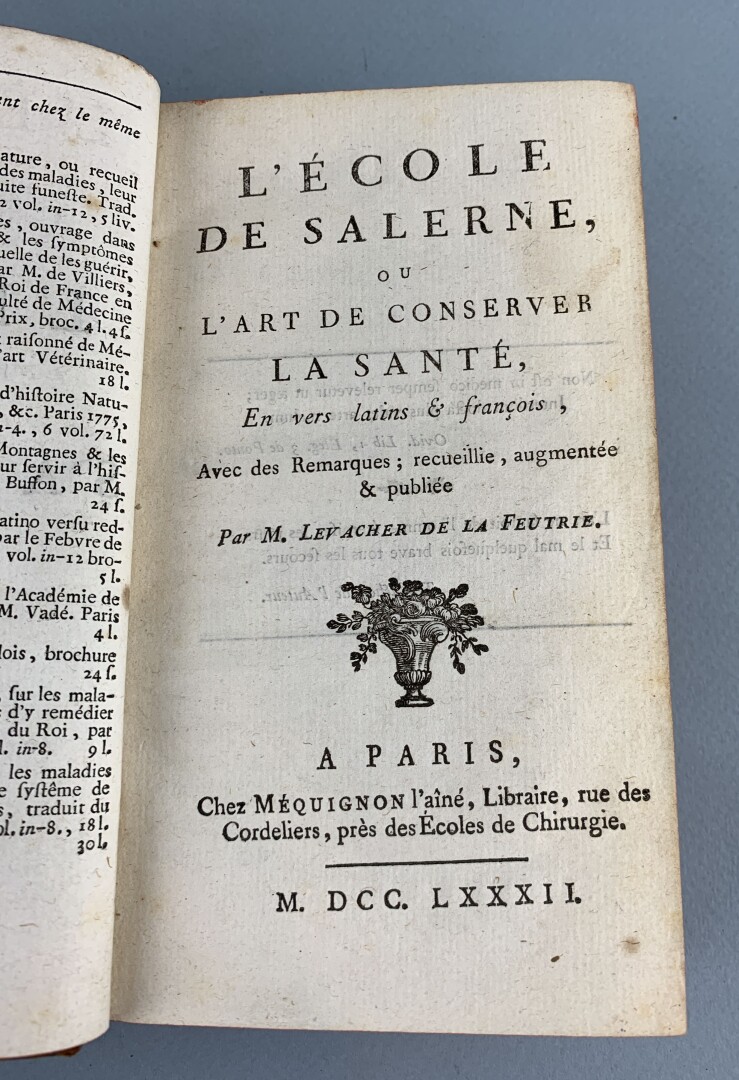 ent chez le même
ature, ou recueil
des maladies, leur
uite funeſte. Trad.
2 vol. in-12, 5 liv.
es, ouvrage dans
& les ſymptômes
uelle de les guérir,
ar M. de Villiers,
Roi de France en
ulté de Médecine
Prix, broc. 4 l. 4 ſ.
raiſonné de Mé-
'art Vétérinaire.
18 l.
d'hiſtoire Natu-
, &c. Paris 1775,
1-4., 6 vol. 72 l.
Montagnes & les
ur ſervir à l'hiſ-
Buffon, par M.
24 ſ.
atino verſu red-
par le Febvre de
vol. in-12 bro-
5 l.
l'Académie de
M. Vadé. Paris
4 l.
lois, brochure
24 ſ.
, ſur les mala-
d'y remédier
du Roi, par
l. in-8. 9 l.
les maladies
e ſyſtême de
s, traduit du
ol. in-8., 18 l.
30 l.
L'ÉCOLE
DE SALERNE,
OU
L'ART DE CONSERVER
LA SANTÉ,
En vers latins & françois,
Avec des Remarques; recueillie, augmentée
& publiée
Par M. LEVACHER DE LA FEUTRIE.
A PARIS,
Chez MÉQUIGNON l'aîné, Libraire, rue des
Cordeliers, près des Écoles de Chirurgie.
M. DCC. LXXXII.